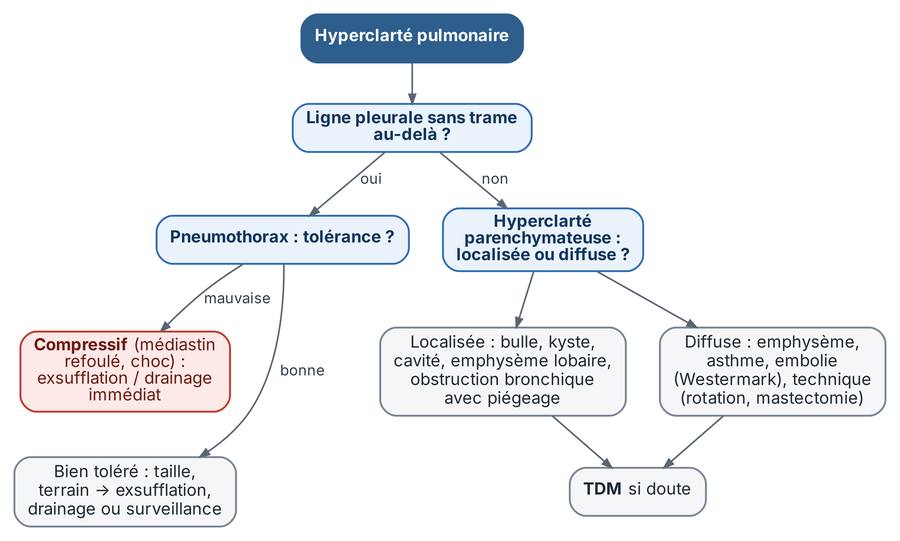 Hyperclarté pulmonaire
Ligne pleurale sans trame
au-delà ?
oui
non
Pneumothorax : tolérance ?
Hyperclarté
parenchymateuse :
localisée ou diffuse ?
mauvaise
bonne
Compressif (médiastin
refoulé, choc) :
exsufflation / drainage
immédiat
Localisée : bulle, kyste,
cavité, emphysème lobaire,
obstruction bronchique
avec piégeage
Diffuse : emphysème,
asthme, embolie
(Westermark), technique
(rotation, mastectomie)
Bien toléré : taille,
terrain → exsufflation,
drainage ou surveillance
TDM si doute